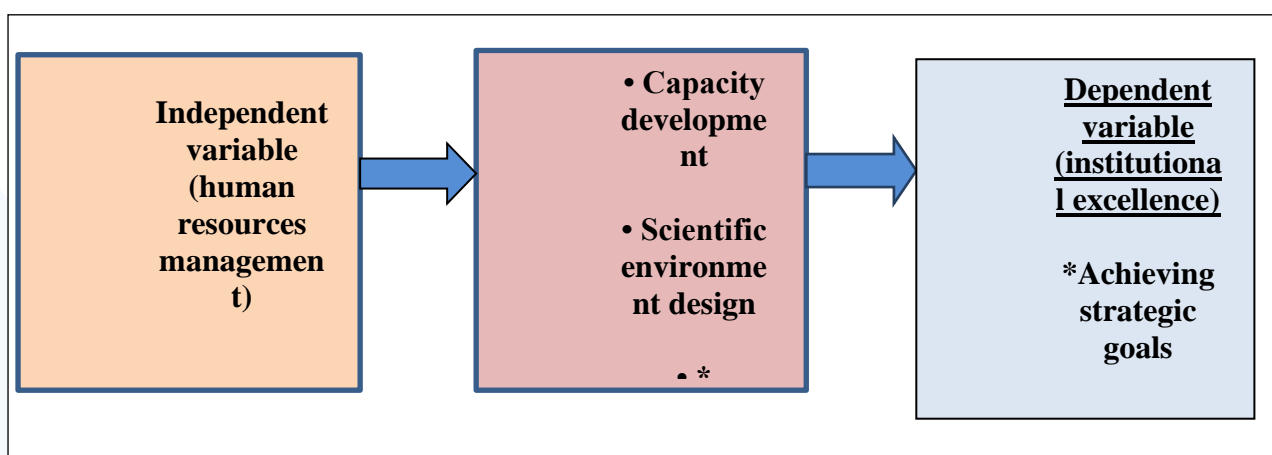 Independent
variable
(human
resources
managemen
t)
• Capacity
developme
nt
• Scientific
environme
nt design
• *
Dependent
variable
(institutiona
l excellence)
*Achieving
strategic
goals